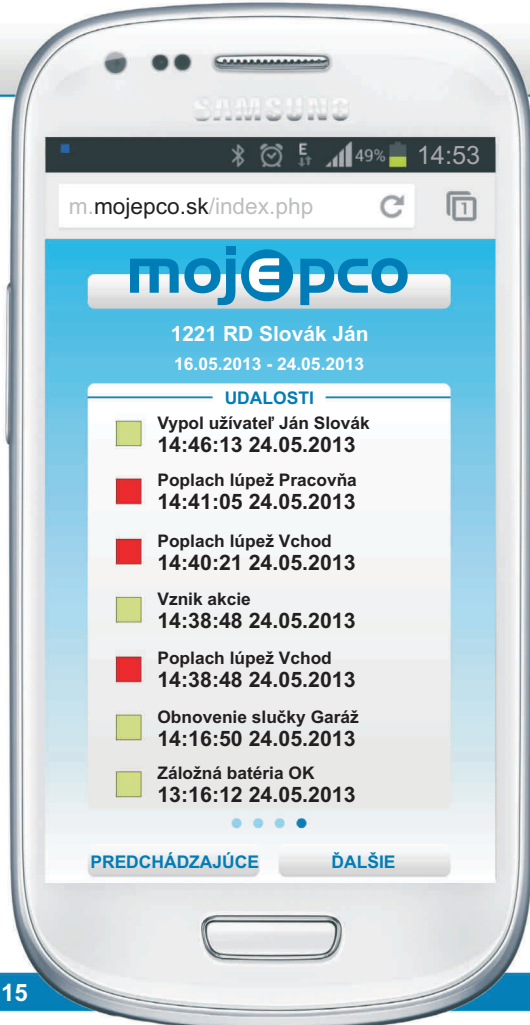 SAMSUNG
E 49% 14:53
m.mojepco.sk/index.php 1
mojepco
1221 RD Slovák Ján
16.05.2013 - 24.05.2013
UDALOSTI
Vypol užívateľ Ján Slovák
14:46:13 24.05.2013
Poplach lúpež Pracovňa
14:41:05 24.05.2013
Poplach lúpež Vchod
14:40:21 24.05.2013
Vznik akcie
14:38:48 24.05.2013
Poplach lúpež Vchod
14:38:48 24.05.2013
Obnovenie slučky Garáž
14:16:50 24.05.2013
Záložná batéria OK
13:16:12 24.05.2013
PREDCHÁDZAJÚCE ĎALŠIE
15